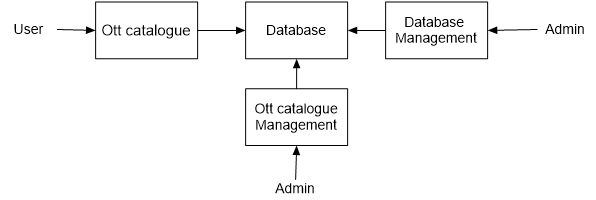 User
Ott catalogue
Database
Database
Management
Admin
Ott catalogue
Management
Admin